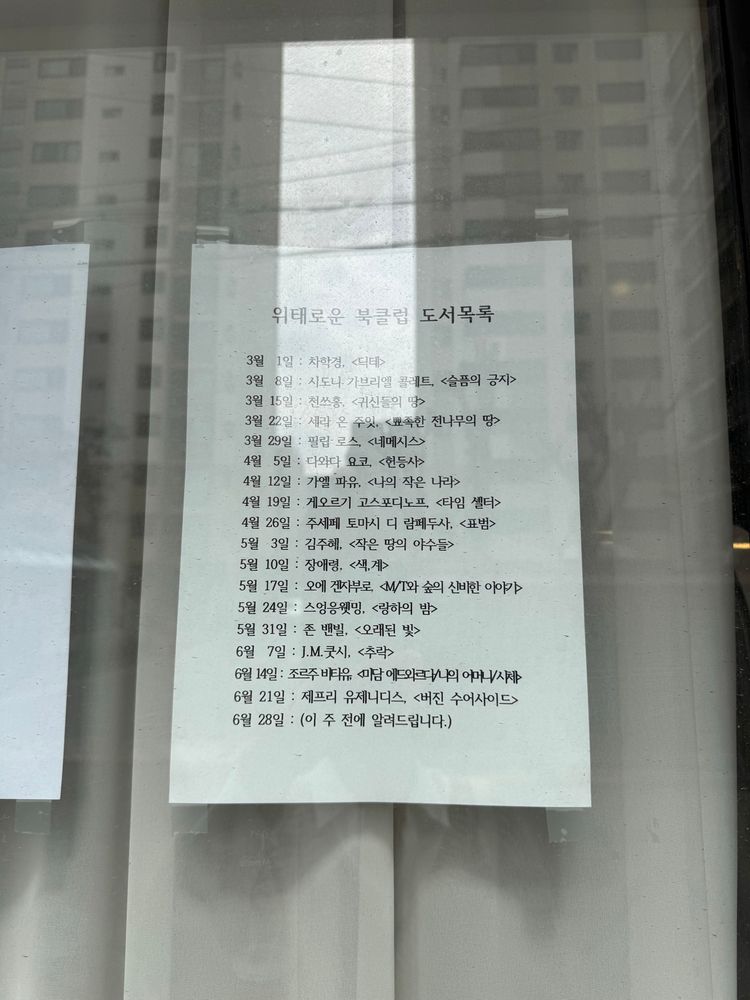 위태로운 북클럽 도서목록
3월 1일 : 차학경, <딕테>
3월 8일 : 시도니 가브리엘 콜레트, <슬픔의 긍지>
3월 15일 : 천쓰홍, <귀신들의 땅>
3월 22일 : 세라 온 주잇, <뾰족한 전나무의 땅>
3월 29일 : 필립 로스, <네메시스>
4월 5일 : 다와다 요코, <헌등사>
4월 12일 : 가엘 파유, <나의 작은 나라>
4월 19일 : 게오르기 고스포디노프, <타임 셸터>
4월 26일 : 주세페 토마시 디 람페두사, <표범>
5월 3일 : 김주혜, <작은 땅의 야수들>
5월 10일 : 장애령, <색,계>
5월 17일 : 오에 겐자부로, <M/T와 숲의 신비한 이야기>
5월 24일 : 스엉응웻밍, <랑하의 밤>
5월 31일 : 존 밴빌, <오래된 빛>
6월 7일 : J.M.쿳시, <추락>
6월 14일 : 조르주 바타유, <마담 에드와르다/나의 어머니/시체>
6월 21일 : 제프리 유제니디스, <버진 수어사이드>
6월 28일 : (이 주 전에 알려드립니다.)